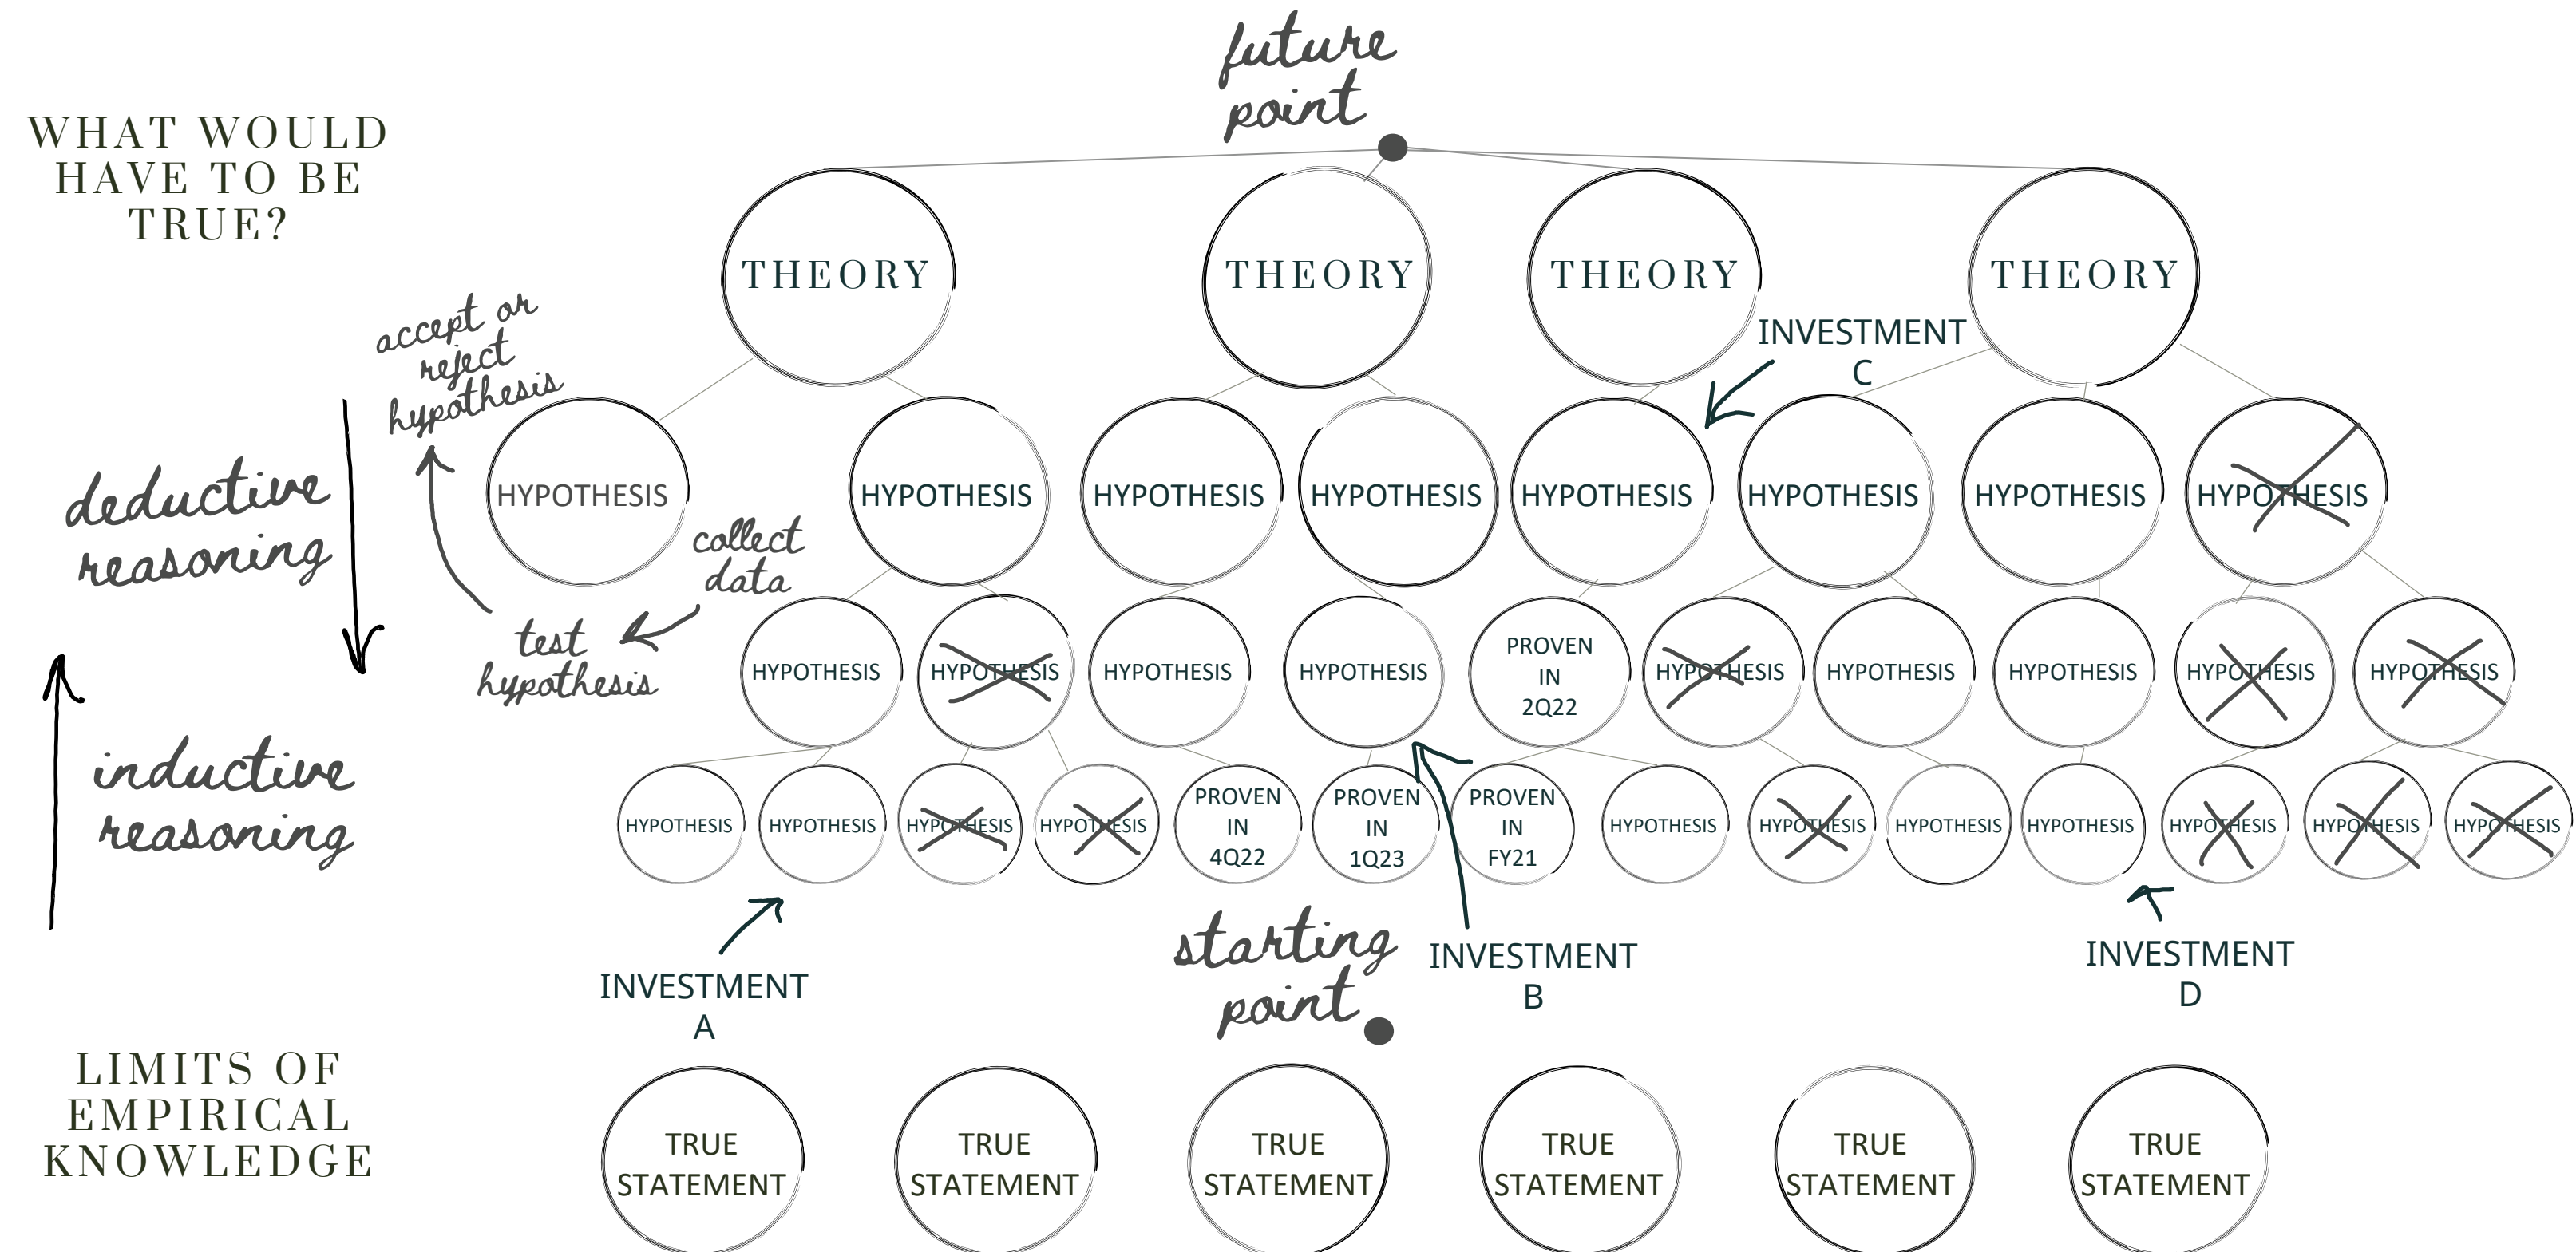 future
point
WHAT WOULD
HAVE TO BE
TRUE?
THEORY
THEORY
THEORY
THEORY
accept or
reject
hypothesis
INVESTMENT
C
deductive
reasoning
HYPOTHESIS
HYPOTHESIS
HYPOTHESIS
HYPOTHESIS
HYPOTHESIS
HYPOTHESIS
HYPOTHESIS
HYPOTHESIS
collect
data
test
hypothesis
HYPOTHESIS
HYPOTHESIS
HYPOTHESIS
HYPOTHESIS
PROVEN
IN
2Q22
HYPOTHESIS
HYPOTHESIS
HYPOTHESIS
HYPOTHESIS
HYPOTHESIS
inductive
reasoning
HYPOTHESIS
HYPOTHESIS
HYPOTHESIS
HYPOTHESIS
PROVEN
IN
4Q22
PROVEN
IN
1Q23
PROVEN
IN
FY21
HYPOTHESIS
HYPOTHESIS
HYPOTHESIS
HYPOTHESIS
HYPOTHESIS
HYPOTHESIS
HYPOTHESIS
INVESTMENT
A
starting
point
INVESTMENT
B
INVESTMENT
D
LIMITS OF
EMPIRICAL
KNOWLEDGE
TRUE
STATEMENT
TRUE
STATEMENT
TRUE
STATEMENT
TRUE
STATEMENT
TRUE
STATEMENT
TRUE
STATEMENT